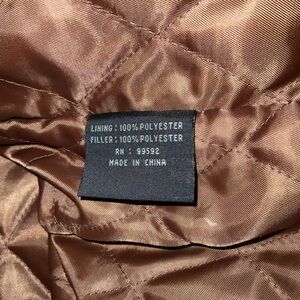 LINING : 100% POLYESTER
FILLER : 100% POLYESTER
RN : 99592
MADE IN CHINA